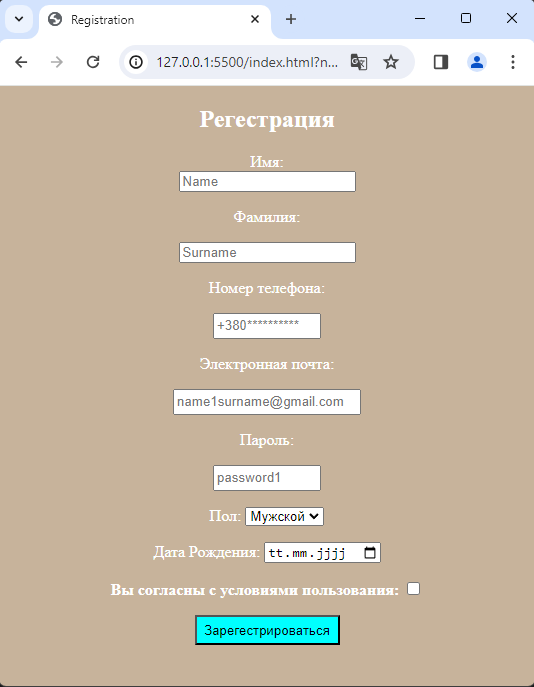 Registration
127.0.0.1:5500/index.html?n...
Регестрация
Имя:
Name
Фамилия:
Surname
Номер телефона:
+380**********
Электронная почта:
name1surname@gmail.com
Пароль:
password1
Пол: Мужской
Дата Рождения: tt.mm.jjjj
Вы согласны с условиями пользования:
Зарегестрироваться